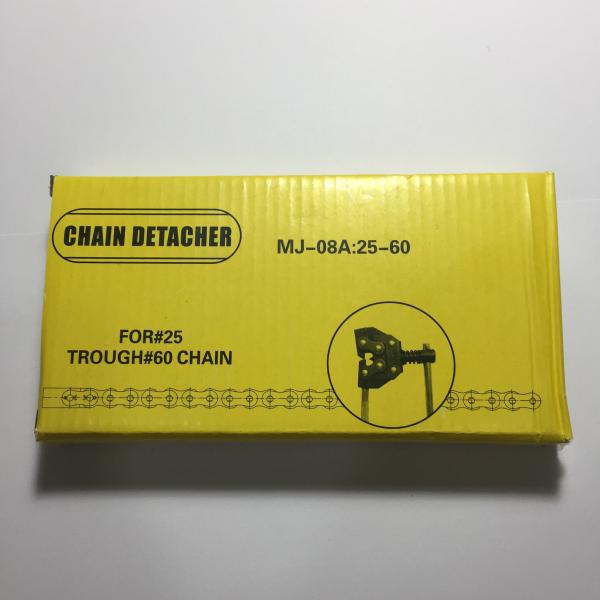 CHAIN DETACHER
MJ-08A:25-60
FOR#25
TROUGH#60 CHAIN